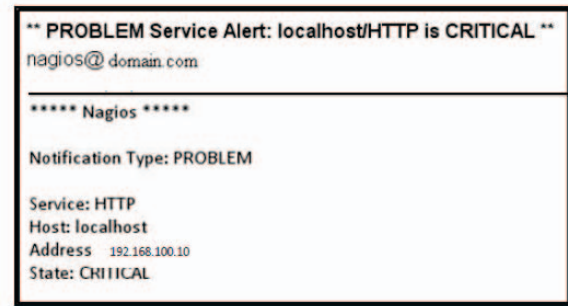 ** PROBLEM Service Alert: localhost/HTTP is CRITICAL **
nagios@domain.com
***** Nagios *****
Notification Type: PROBLEM
Service: HTTP
Host: localhost
Address 192.168.100.10
State: CRITICAL